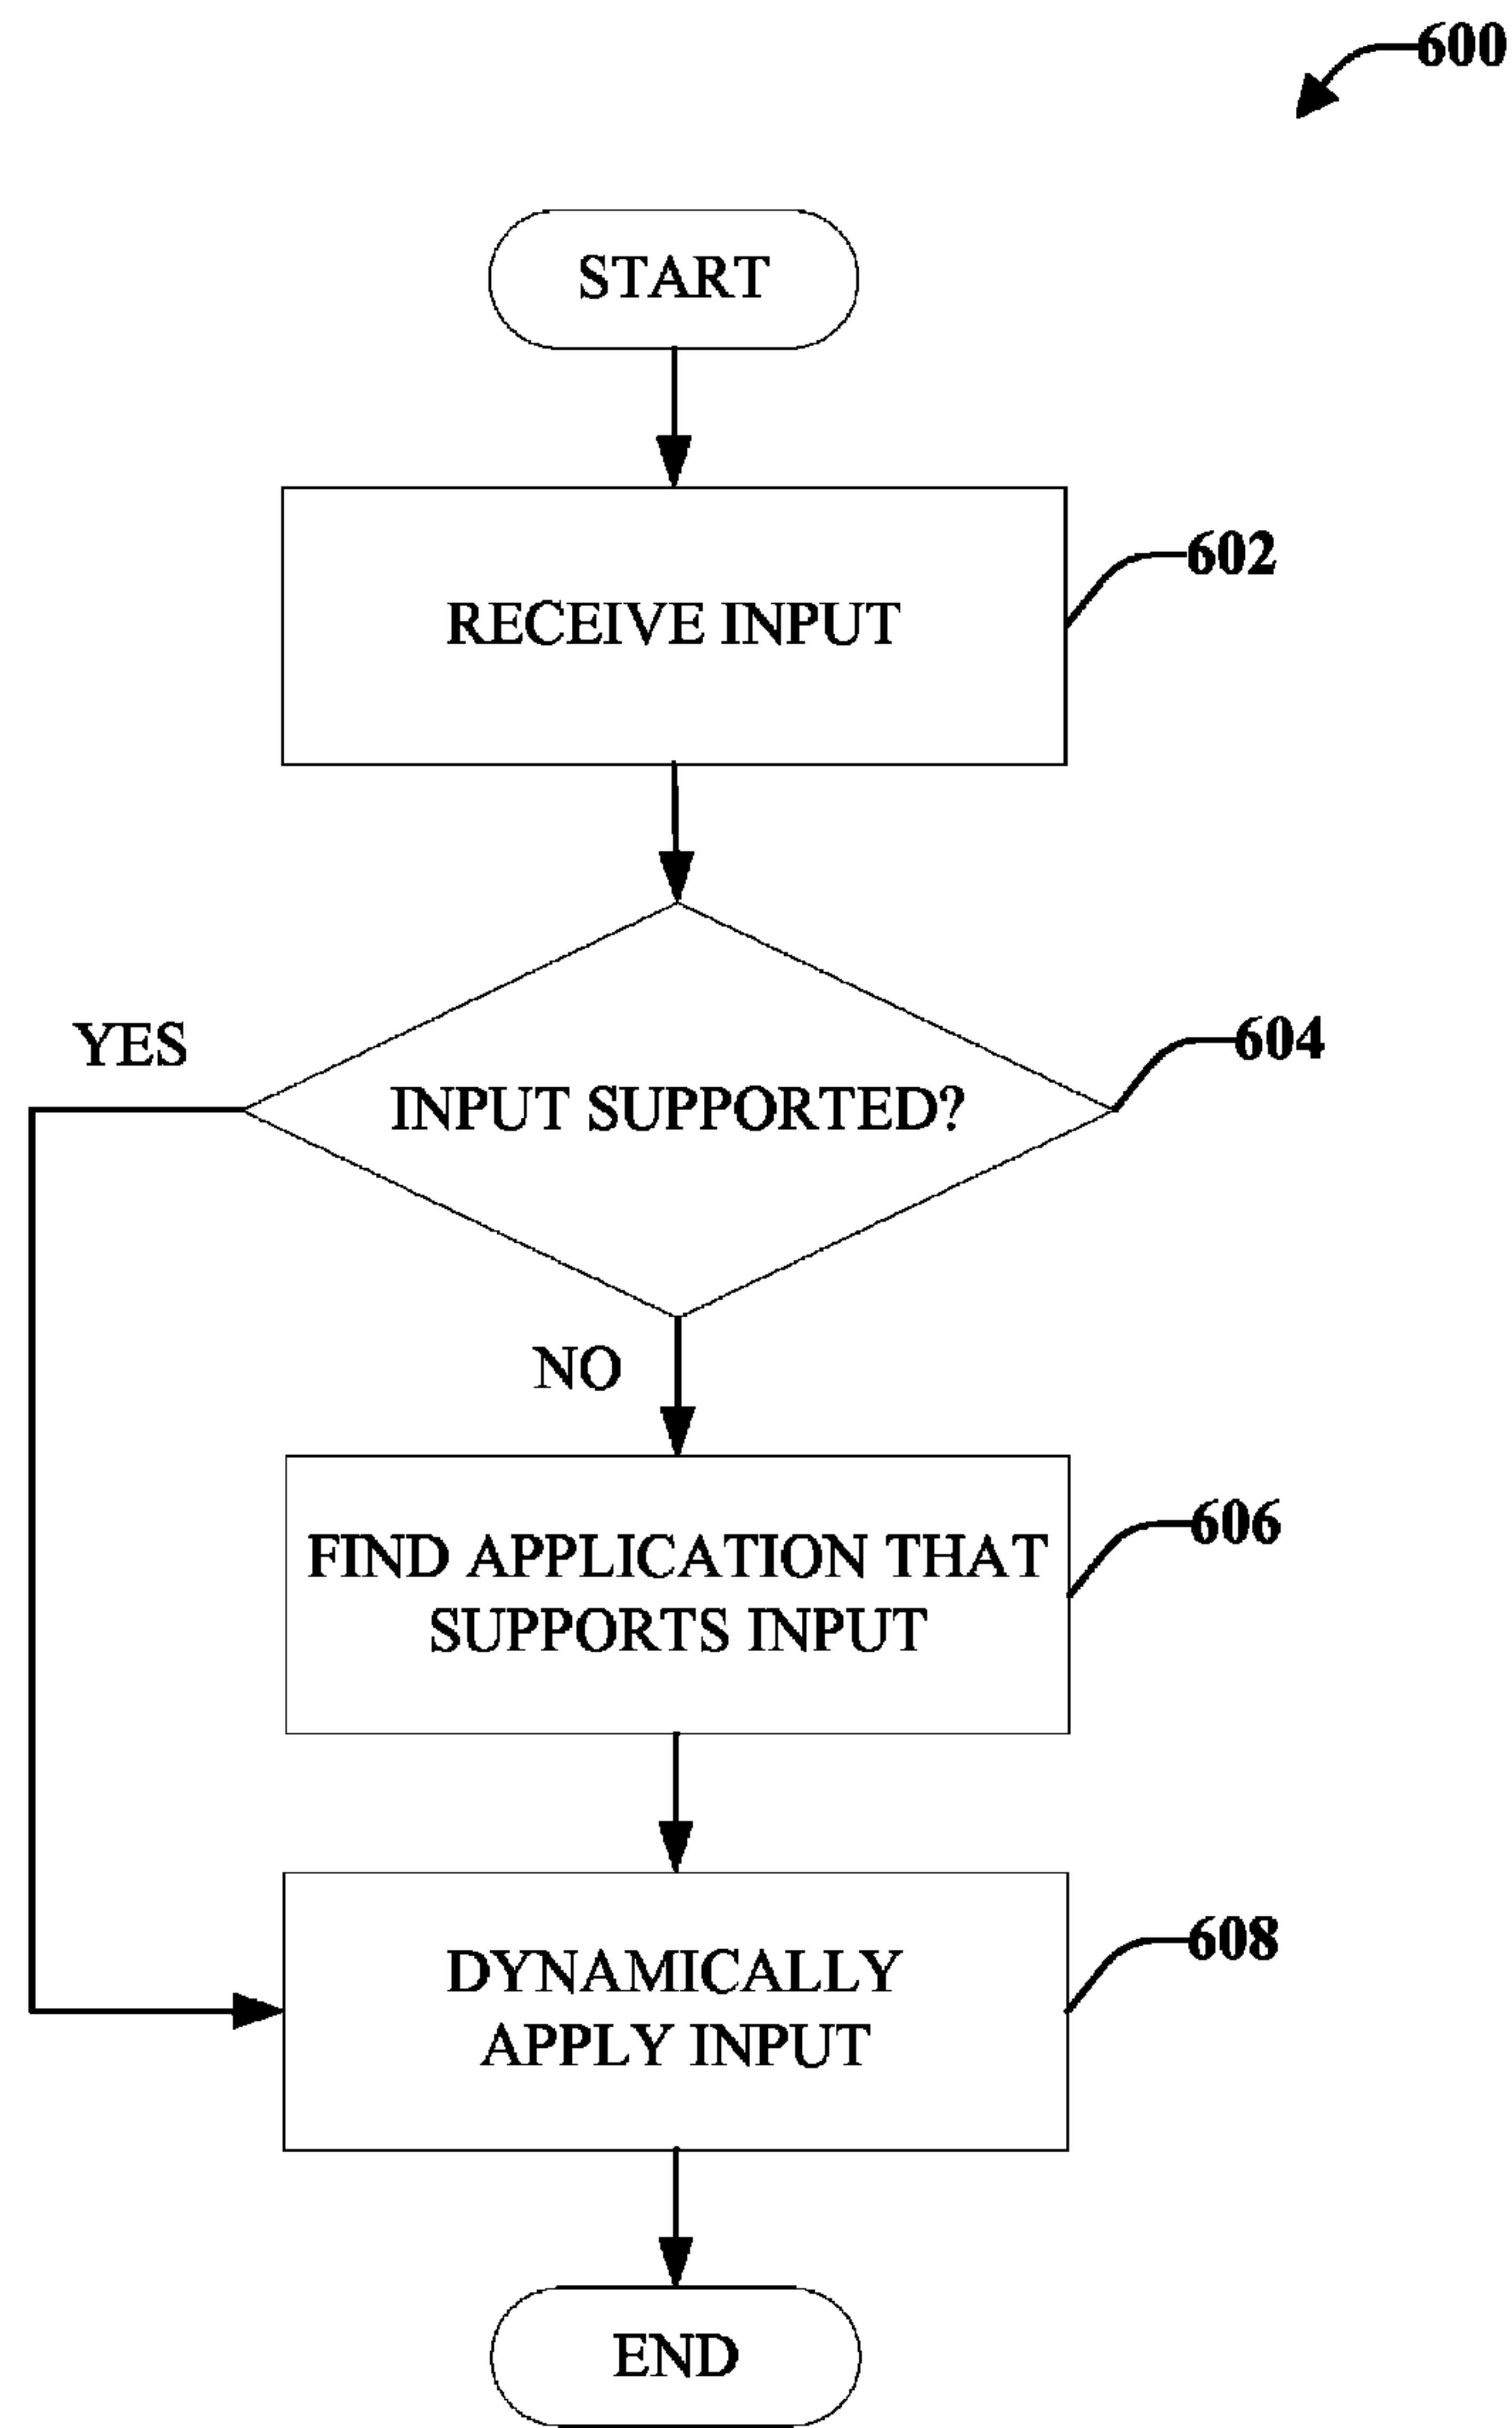 600
START
RECEIVE INPUT
602
YES
INPUT SUPPORTED?
604
NO
FIND APPLICATION THAT
SUPPORTS INPUT
606
DYNAMICALLY
APPLY INPUT
608
END